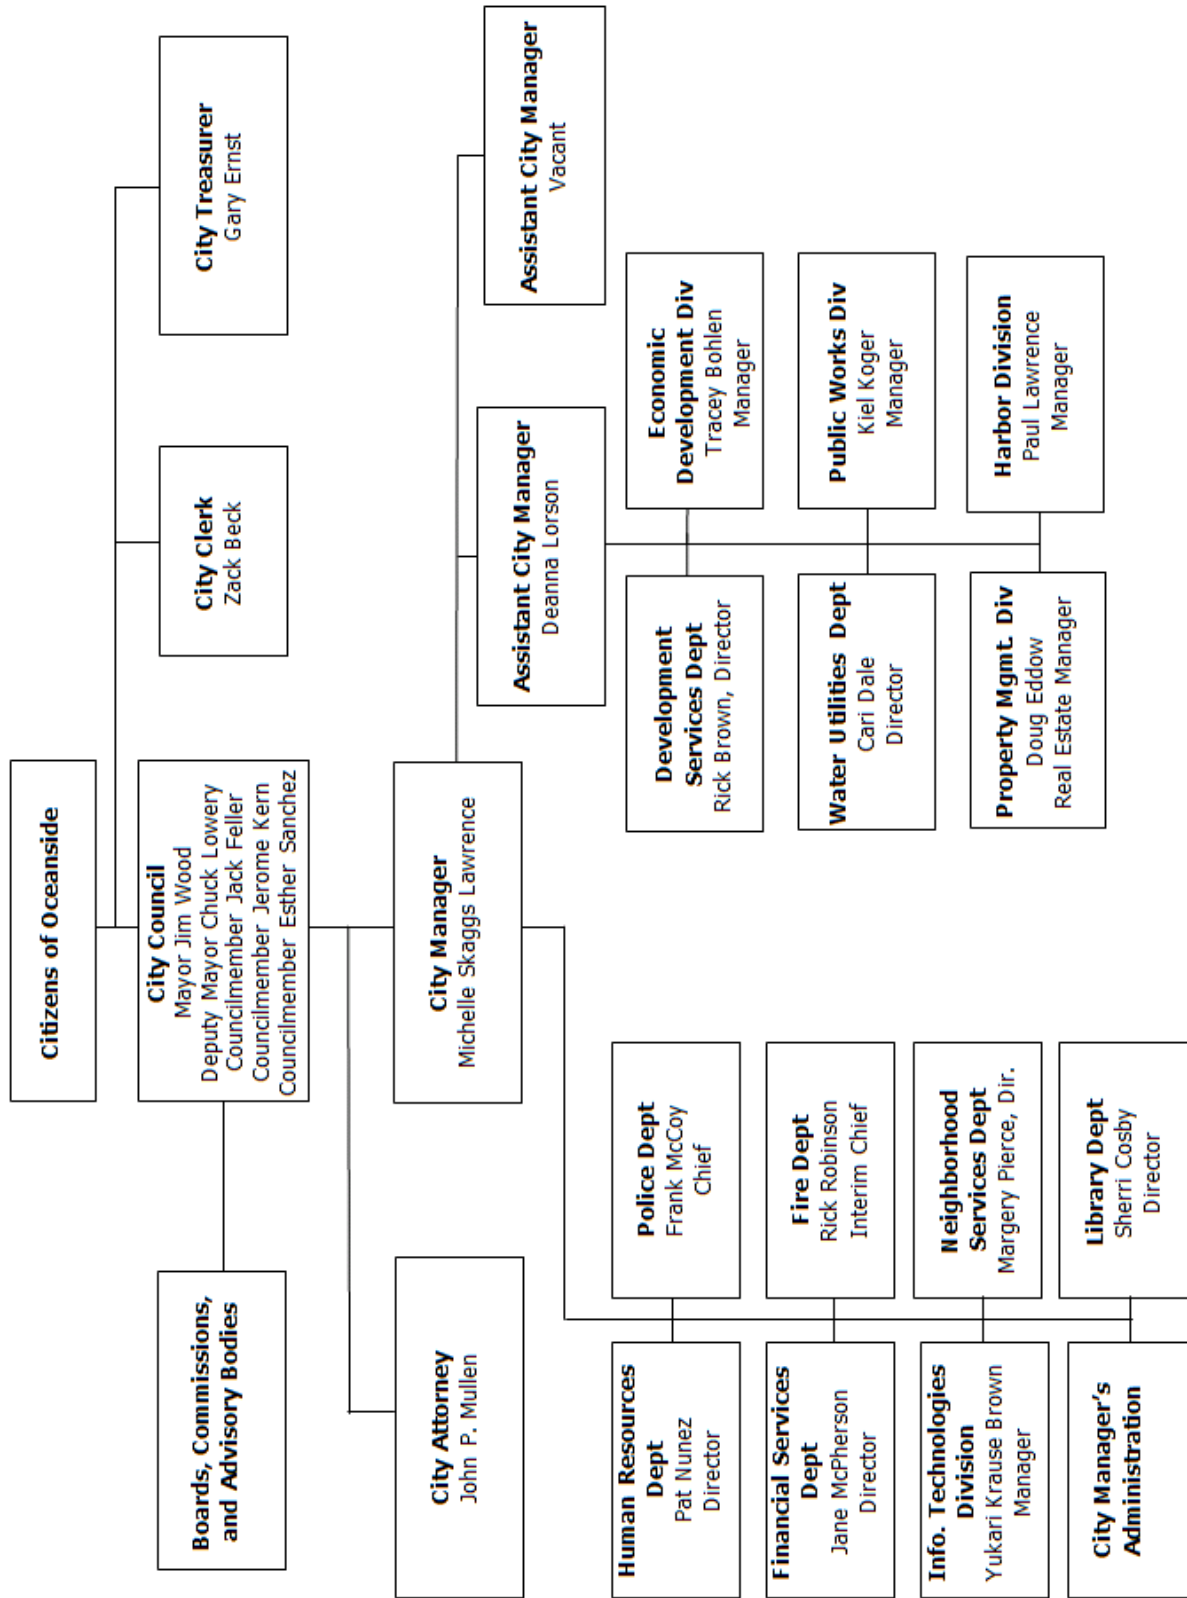 Citizens of Oceanside
Boards, Commissions,
and Advisory Bodies
City Council
Mayor Jim Wood
Deputy Mayor Chuck Lowery
Councilmember Jack Feller
Councilmember Jerome Kern
Councilmember Esther Sanchez
City Clerk
Zack Beck
City Treasurer
Gary Ernst
City Attorney
John P. Mullen
City Manager
Michelle Skaggs Lawrence
Assistant City Manager
Deanna Lorson
Assistant City Manager
Vacant
Human Resources
Dept
Pat Nunez
Director
Police Dept
Frank McCoy
Chief
Financial Services
Dept
Jane McPherson
Director
Fire Dept
Rick Robinson
Interim Chief
Info. Technologies
Division
Yukari Krause Brown
Manager
Neighborhood
Services Dept
Margery Pierce, Dir.
City Manager’s
Administration
Library Dept
Sherri Cosby
Director
Development
Services Dept
Rick Brown, Director
Economic
Development Div
Tracey Bohlen
Manager
Water Utilities Dept
Cari Dale
Director
Public Works Div
Kiel Koger
Manager
Property Mgmt. Div
Doug Eddow
Real Estate Manager
Harbor Division
Paul Lawrence
Manager